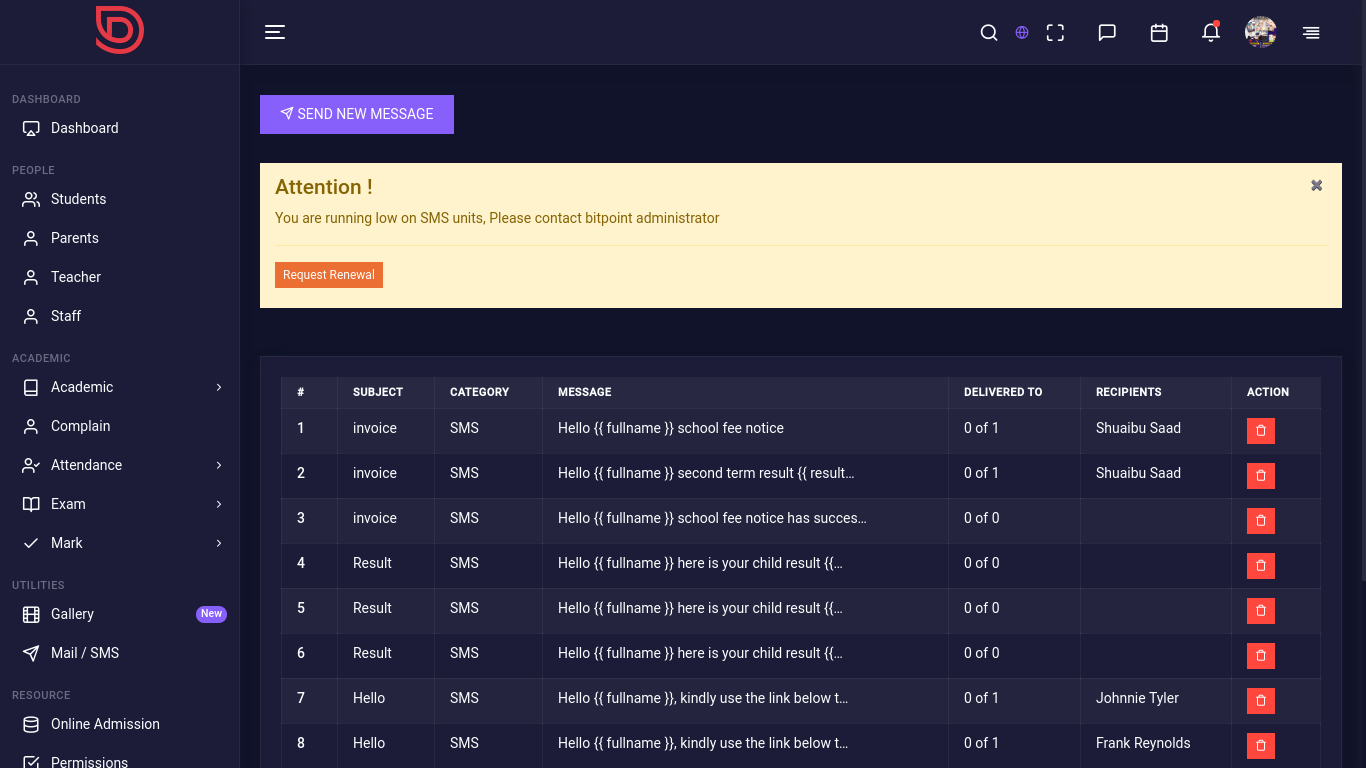 DASHBOARD
Dashboard
PEOPLE
Students
Parents
Teacher
Staff
ACADEMIC
Academic
Complain
Attendance
Exam
Mark
UTILITIES
Gallery New
Mail / SMS
RESOURCE
Online Admission
Permissions
SEND NEW MESSAGE
Attention !
You are running low on SMS units, Please contact bitpoint administrator
Request Renewal
# SUBJECT CATEGORY MESSAGE DELIVERED TO RECIPIENTS ACTION
1 invoice SMS Hello {{ fullname }} school fee notice 0 of 1 Shuaibu Saad
2 invoice SMS Hello {{ fullname }} second term result {{ result... 0 of 1 Shuaibu Saad
3 invoice SMS Hello {{ fullname }} school fee notice has succes... 0 of 0
4 Result SMS Hello {{ fullname }} here is your child result {{... 0 of 0
5 Result SMS Hello {{ fullname }} here is your child result {{... 0 of 0
6 Result SMS Hello {{ fullname }} here is your child result {{... 0 of 0
7 Hello SMS Hello {{ fullname }}, kindly use the link below t... 0 of 1 Johnnie Tyler
8 Hello SMS Hello {{ fullname }}, kindly use the link below t... 0 of 1 Frank Reynolds